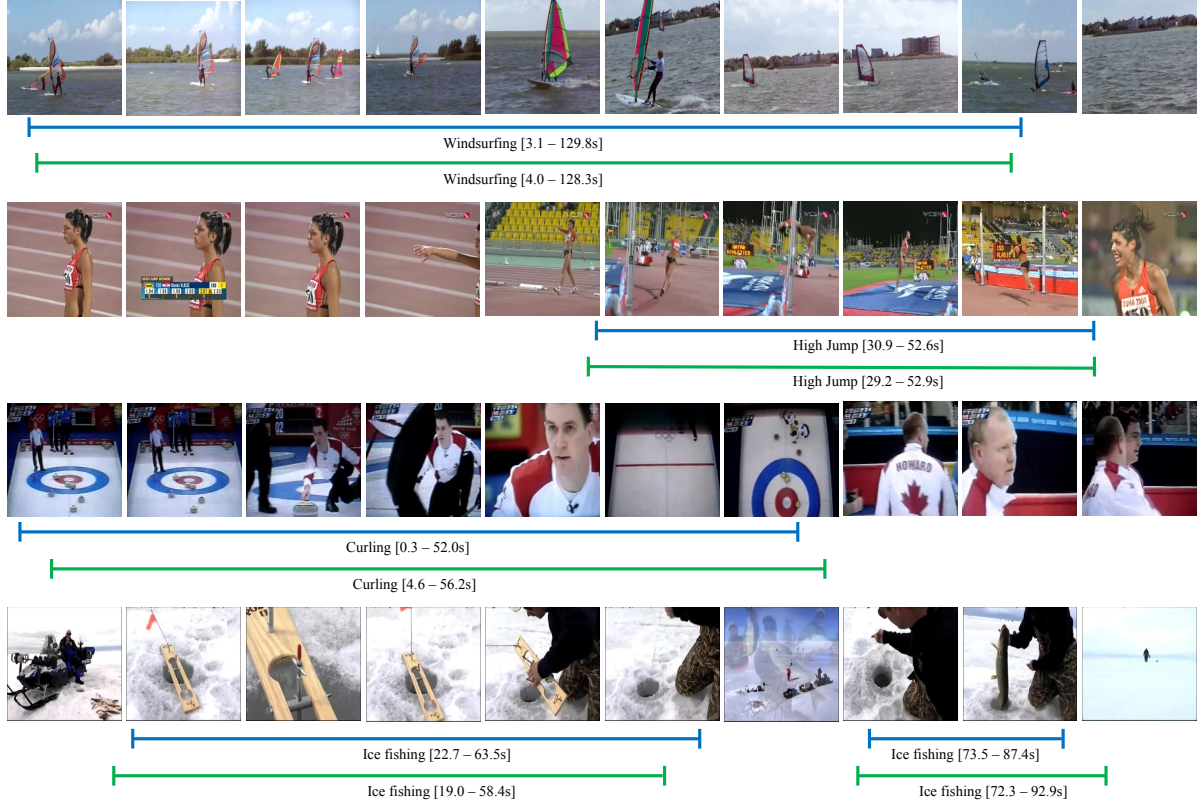 Windsurfing [3.1 – 129.8s]
Windsurfing [4.0 – 128.3s]
High Jump [30.9 – 52.6s]
High Jump [29.2 – 52.9s]
HOWARD
Curling [0.3 – 52.0s]
Curling [4.6 – 56.2s]
Ice fishing [22.7 – 63.5s]
Ice fishing [73.5 – 87.4s]
Ice fishing [19.0 – 58.4s]
Ice fishing [72.3 – 92.9s]